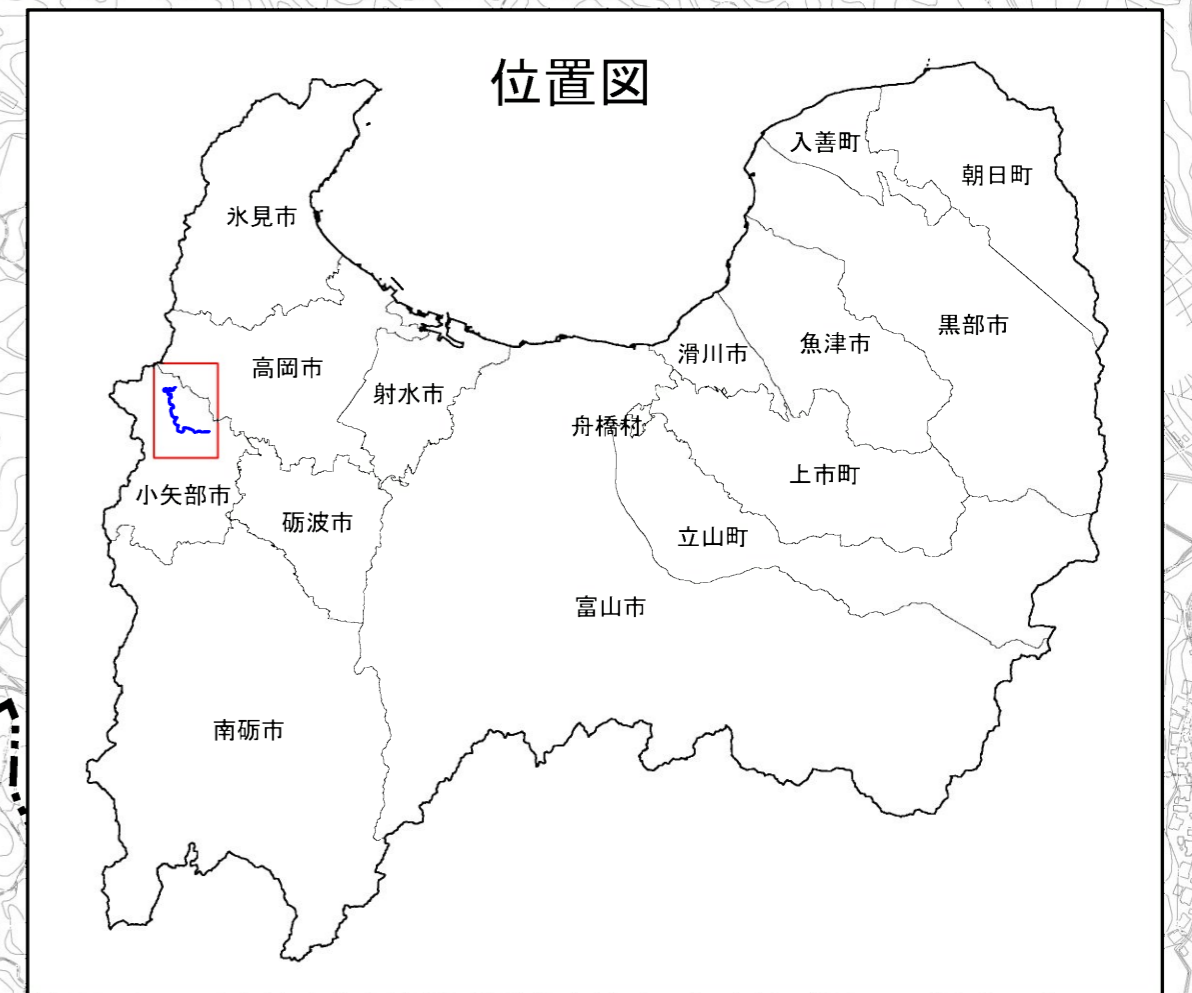 位置図
入善町
朝日町
氷見市
黒部市
魚津市
滑川市
高岡市
射水市
舟橋村
上市町
小矢部市
砺波市
立山町
富山市
南砺市